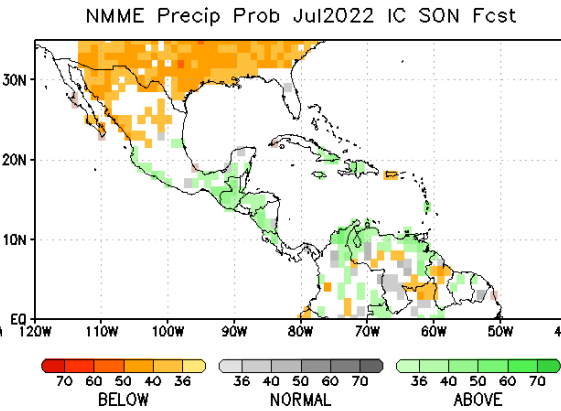 NMME Precip Prob Jul2022 IC SON Fcst
30N
20N
10N
EQ
120W 110W 100W 90W 80W 70W 60W 50W 4
70 60 50 40 36 36 40 50 60 70 36 40 50 60 70
BELOW NORMAL ABOVE